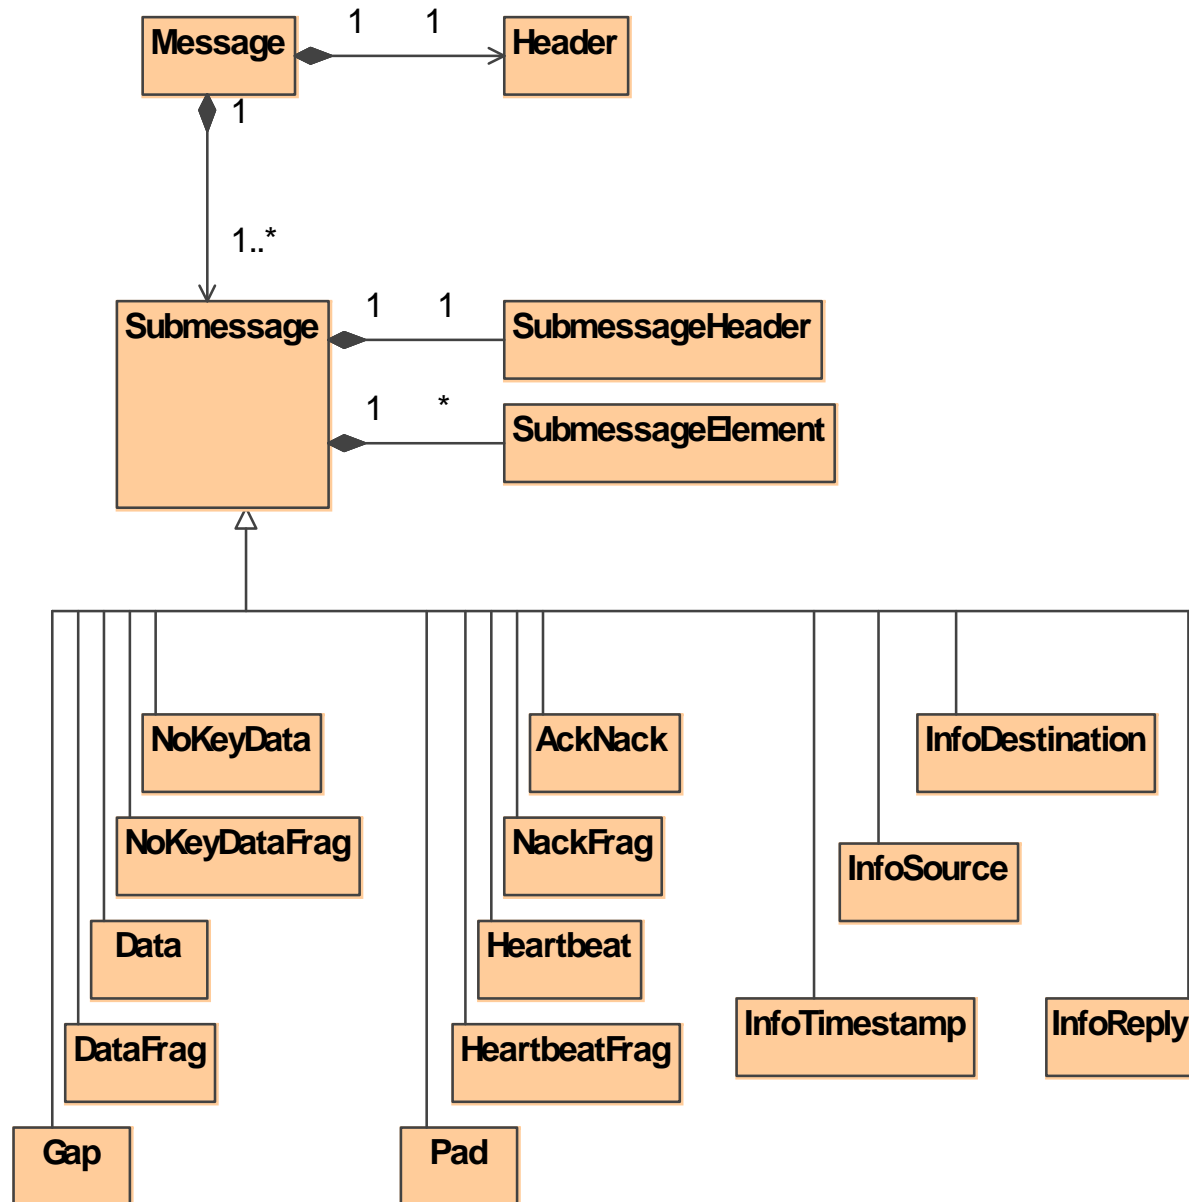 Message
1
1
Header
1
1..*
Submessage
1
1
SubmessageHeader
1
*
SubmessageElement
NoKeyData
AckNack
InfoDestination
NoKeyDataFrag
NackFrag
InfoSource
Data
Heartbeat
InfoTimestamp
InfoReply
DataFrag
HeartbeatFrag
Gap
Pad